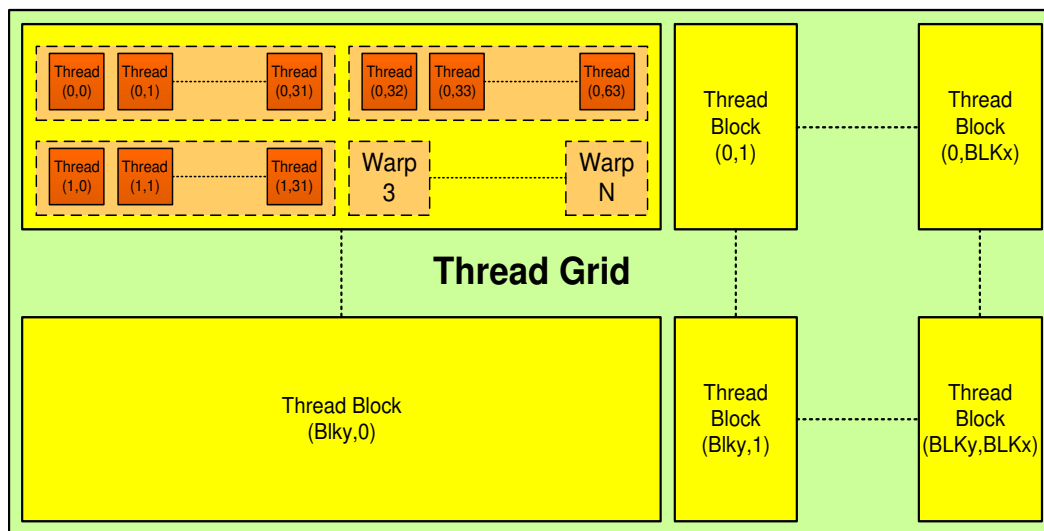 Thread
(0,0)
Thread
(0,1)
Thread
(0,31)
Thread
(0,32)
Thread
(0,33)
Thread
(0,63)
Thread
(1,0)
Thread
(1,1)
Thread
(1,31)
Warp
3
Warp
N
Thread
Block
(0,1)
Thread
Block
(0,BLKx)
Thread Grid
Thread Block
(Blky,0)
Thread
Block
(Blky,1)
Thread
Block
(BLKy,BLKx)